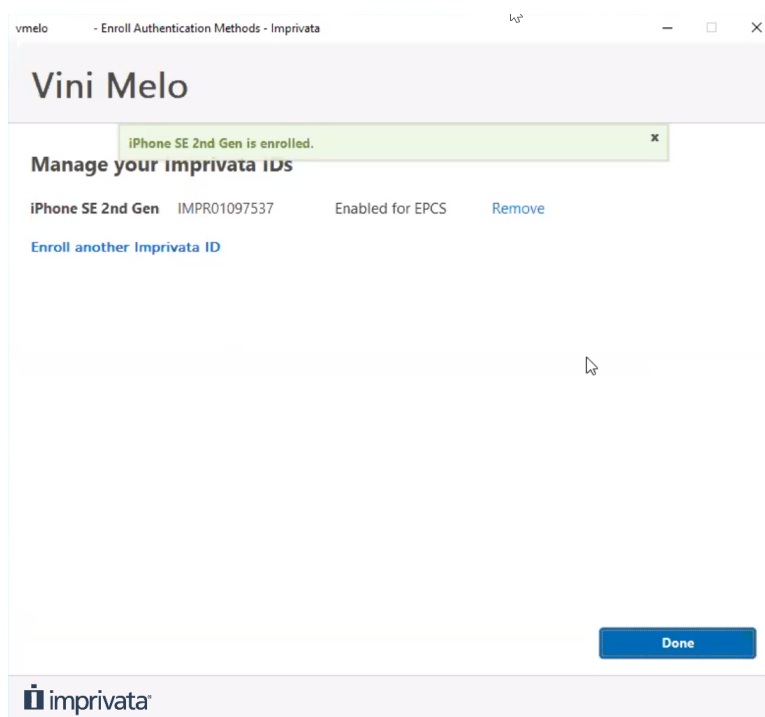 vmelo - Enroll Authentication Methods - Imprivata
Vini Melo
iPhone SE 2nd Gen is enrolled.
Manage your Imprivata IDs
iPhone SE 2nd Gen IMPR01097537 Enabled for EPCS Remove
Enroll another Imprivata ID
Done
imprivata